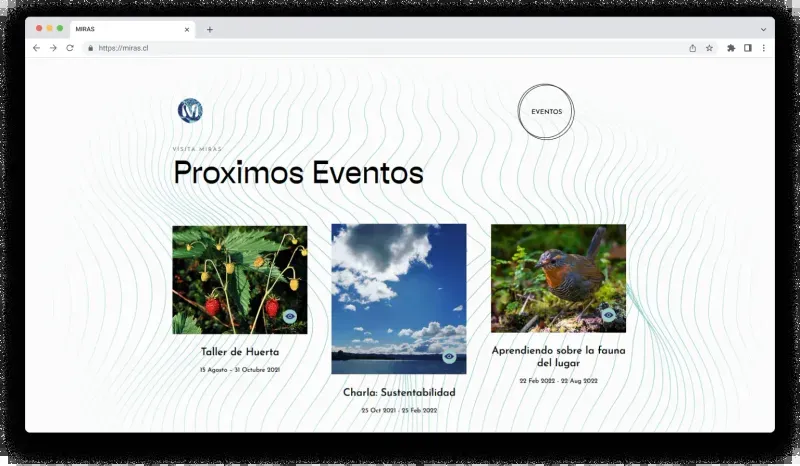 MIRAS
https://miras.cl
EVENTOS
VISITA MIRAS
Proximos Eventos
Taller de Huerta
15 Agosto – 31 Octubre 2021
Charla: Sustentabilidad
25 Oct 2021 - 25 Feb 2022
Aprendiendo sobre la fauna
del lugar
22 Feb 2022 - 22 Aug 2022